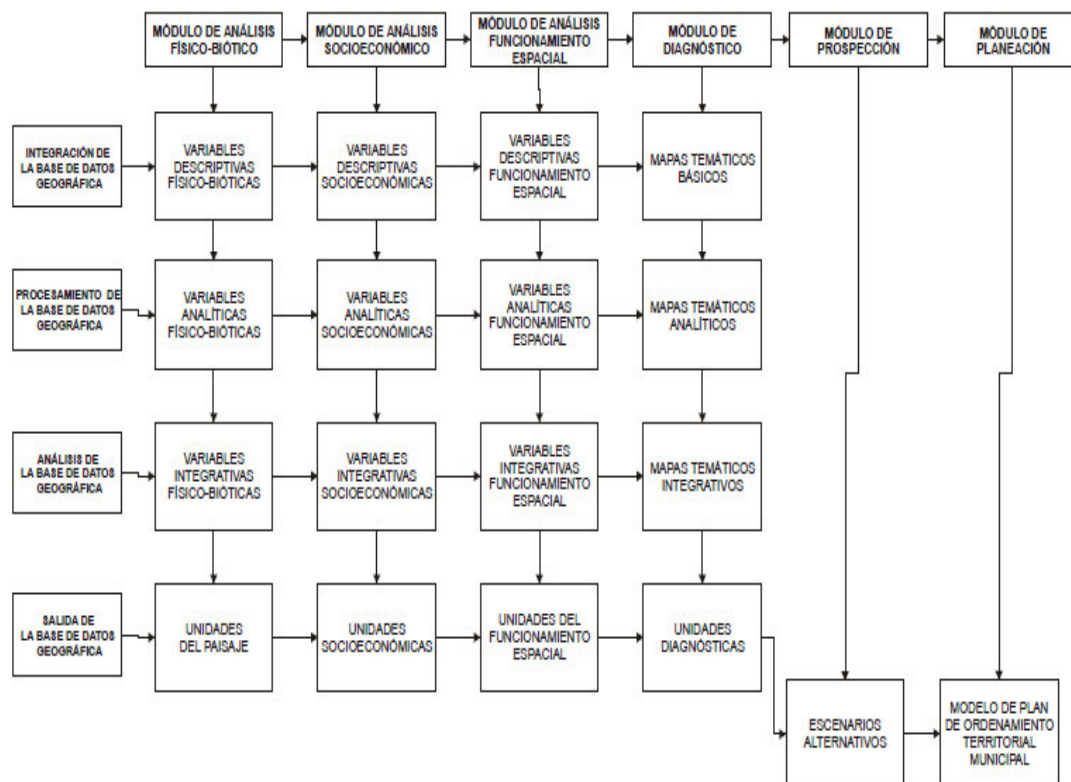 MÓDULO DE ANÁLISIS
FÍSICO-BIÓTICO
MÓDULO DE ANÁLISIS
SOCIOECONÓMICO
MÓDULO DE ANÁLISIS
FUNCIONAMIENTO
ESPACIAL
MÓDULO DE
DIAGNÓSTICO
MÓDULO DE
PROSPECCIÓN
MÓDULO DE
PLANEACIÓN
INTEGRACIÓN DE
LA BASE DE DATOS
GEOGRÁFICA
VARIABLES
DESCRIPTIVAS
FÍSICO-BIÓTICAS
VARIABLES
DESCRIPTIVAS
SOCIOECONÓMICAS
VARIABLES
DESCRIPTIVAS
FUNCIONAMIENTO
ESPACIAL
MAPAS TEMÁTICOS
BÁSICOS
PROCESAMIENTO DE
LA BASE DE DATOS
GEOGRÁFICA
VARIABLES
ANALÍTICAS
FÍSICO-BIÓTICAS
VARIABLES
ANALÍTICAS
SOCIOECONÓMICAS
VARIABLES
ANALÍTICAS
FUNCIONAMIENTO
ESPACIAL
MAPAS TEMÁTICOS
ANALÍTICOS
ANÁLISIS DE
LA BASE DE DATOS
GEOGRÁFICA
VARIABLES
INTEGRATIVAS
FÍSICO-BIÓTICAS
VARIABLES
INTEGRATIVAS
SOCIOECONÓMICAS
VARIABLES
INTEGRATIVAS
FUNCIONAMIENTO
ESPACIAL
MAPAS TEMÁTICOS
INTEGRATIVOS
SALIDA DE
LA BASE DE DATOS
GEOGRÁFICA
UNIDADES
DEL PAISAJE
UNIDADES
SOCIOECONÓMICAS
UNIDADES DEL
FUNCIONAMIENTO
ESPACIAL
UNIDADES
DIAGNÓSTICAS
ESCENARIOS
ALTERNATIVOS
MODELO DE PLAN
DE ORDENAMIENTO
TERRITORIAL
MUNICIPAL